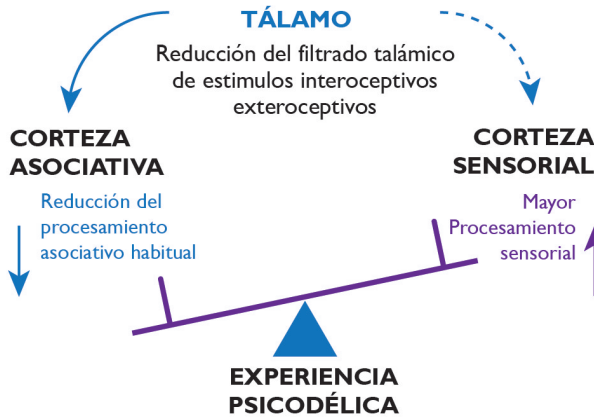 TÁLAMO
Reducción del filtrado talámico
de estimulos interoceptivos
exteroceptivos
CORTEZA
ASOCIATIVA
Reducción del
procesamiento
asociativo habitual
CORTEZA
SENSORIAL
Mayor
Procesamiento
sensorial
EXPERIENCIA
PSICODÉLICA